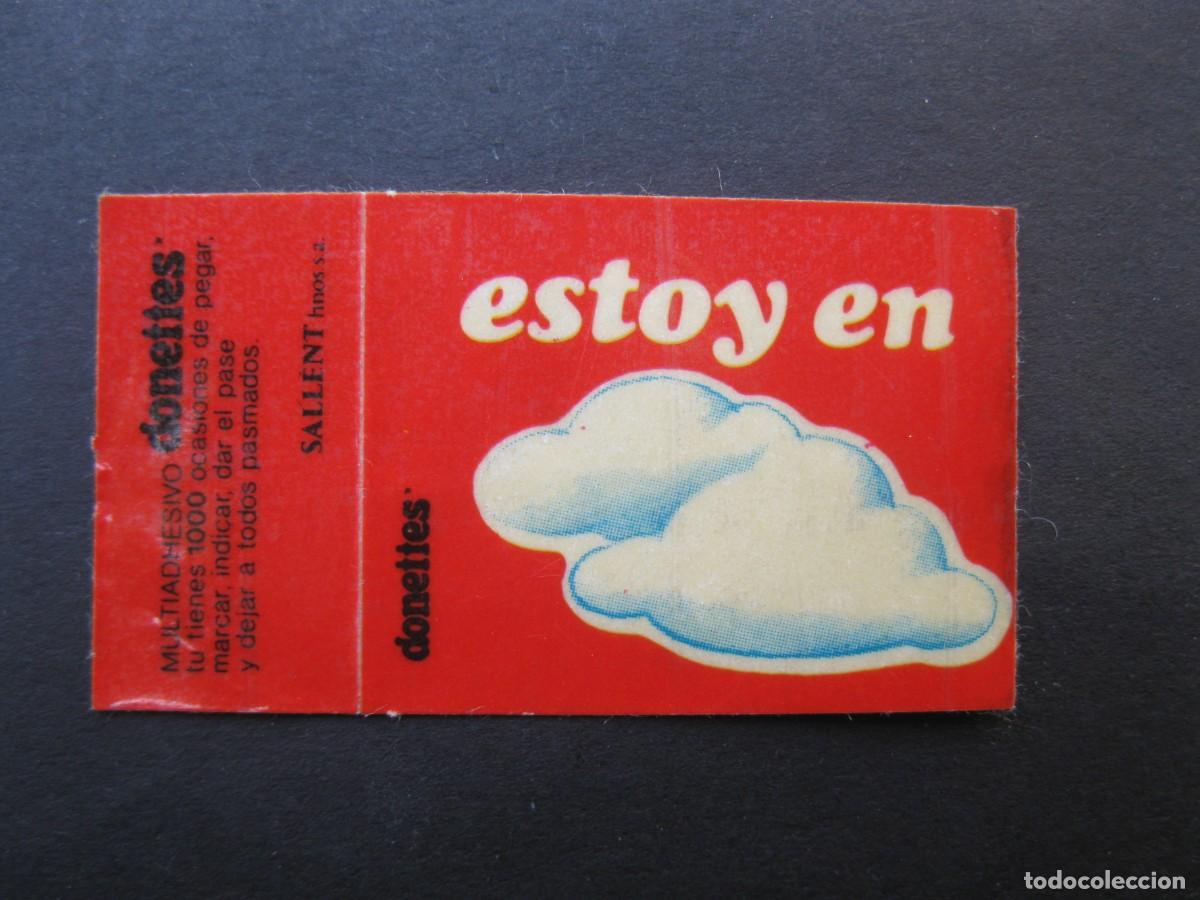 MULTIADHESIVO donettes
tu tienes 1000 ocasiones de pegar,
marcar, indicar, dar el pase
y dejar a todos pasmados.
SALLENT hnos s.a.
estoy en
donettes
todocoleccion